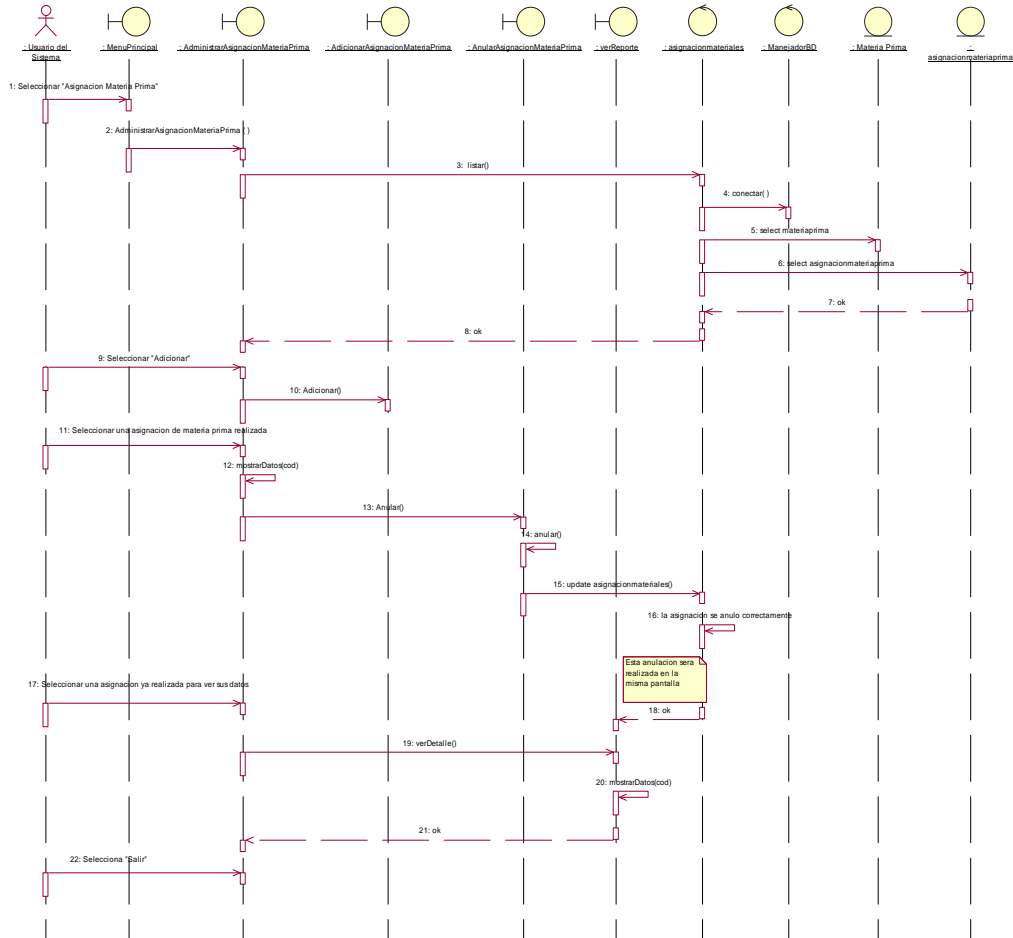 : Usuario del Sistema
: MenuPrincipal
: AdministrarAsignacionMateriaPrima
: AdicionarAsignacionMateriaPrima
: AnularAsignacionMateriaPrima
: verReporte
: asignacionmateriales
: ManejadorBD
: Materia Prima
: asignacionmateriaprima
1: Seleccionar "Asignacion Materia Prima"
2: AdministrarAsignacionMateriaPrima ( )
3: listar()
4: conectar( )
5: select materiaprima
6: select asignacionmateriaprima
7: ok
8: ok
9: Seleccionar "Adicionar"
10: Adicionar()
11: Seleccionar una asignacion de materia prima realizada
12: mostrarDatos(cod)
13: Anular()
14: anular()
15: update asignacionmateriales()
16: la asignacion se anulo correctamente
Esta anulacion sera
realizada en la
misma pantalla
17: Seleccionar una asignacion ya realizada para ver sus datos
18: ok
19: verDetalle()
20: mostrarDatos(cod)
21: ok
22: Selecciona "Salir"